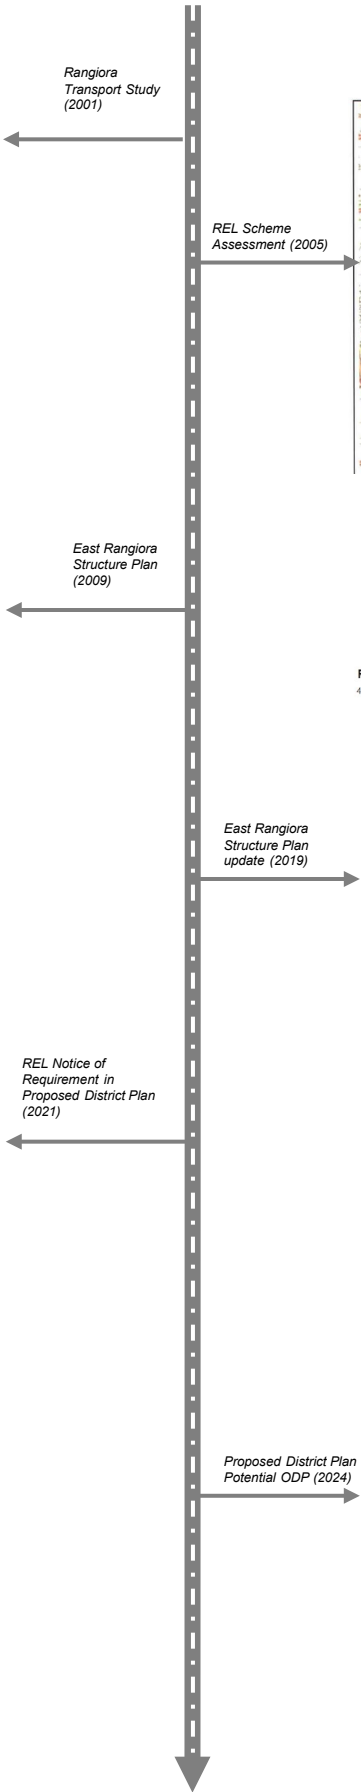 Rangiora
Transport Study
(2001)
REL Scheme
Assessment (2005)
East Rangiora
Structure Plan
(2009)
East Rangiora
Structure Plan
update (2019)
REL Notice of
Requirement in
Proposed District Plan
(2021)
Proposed District Plan
Potential ODP (2024)